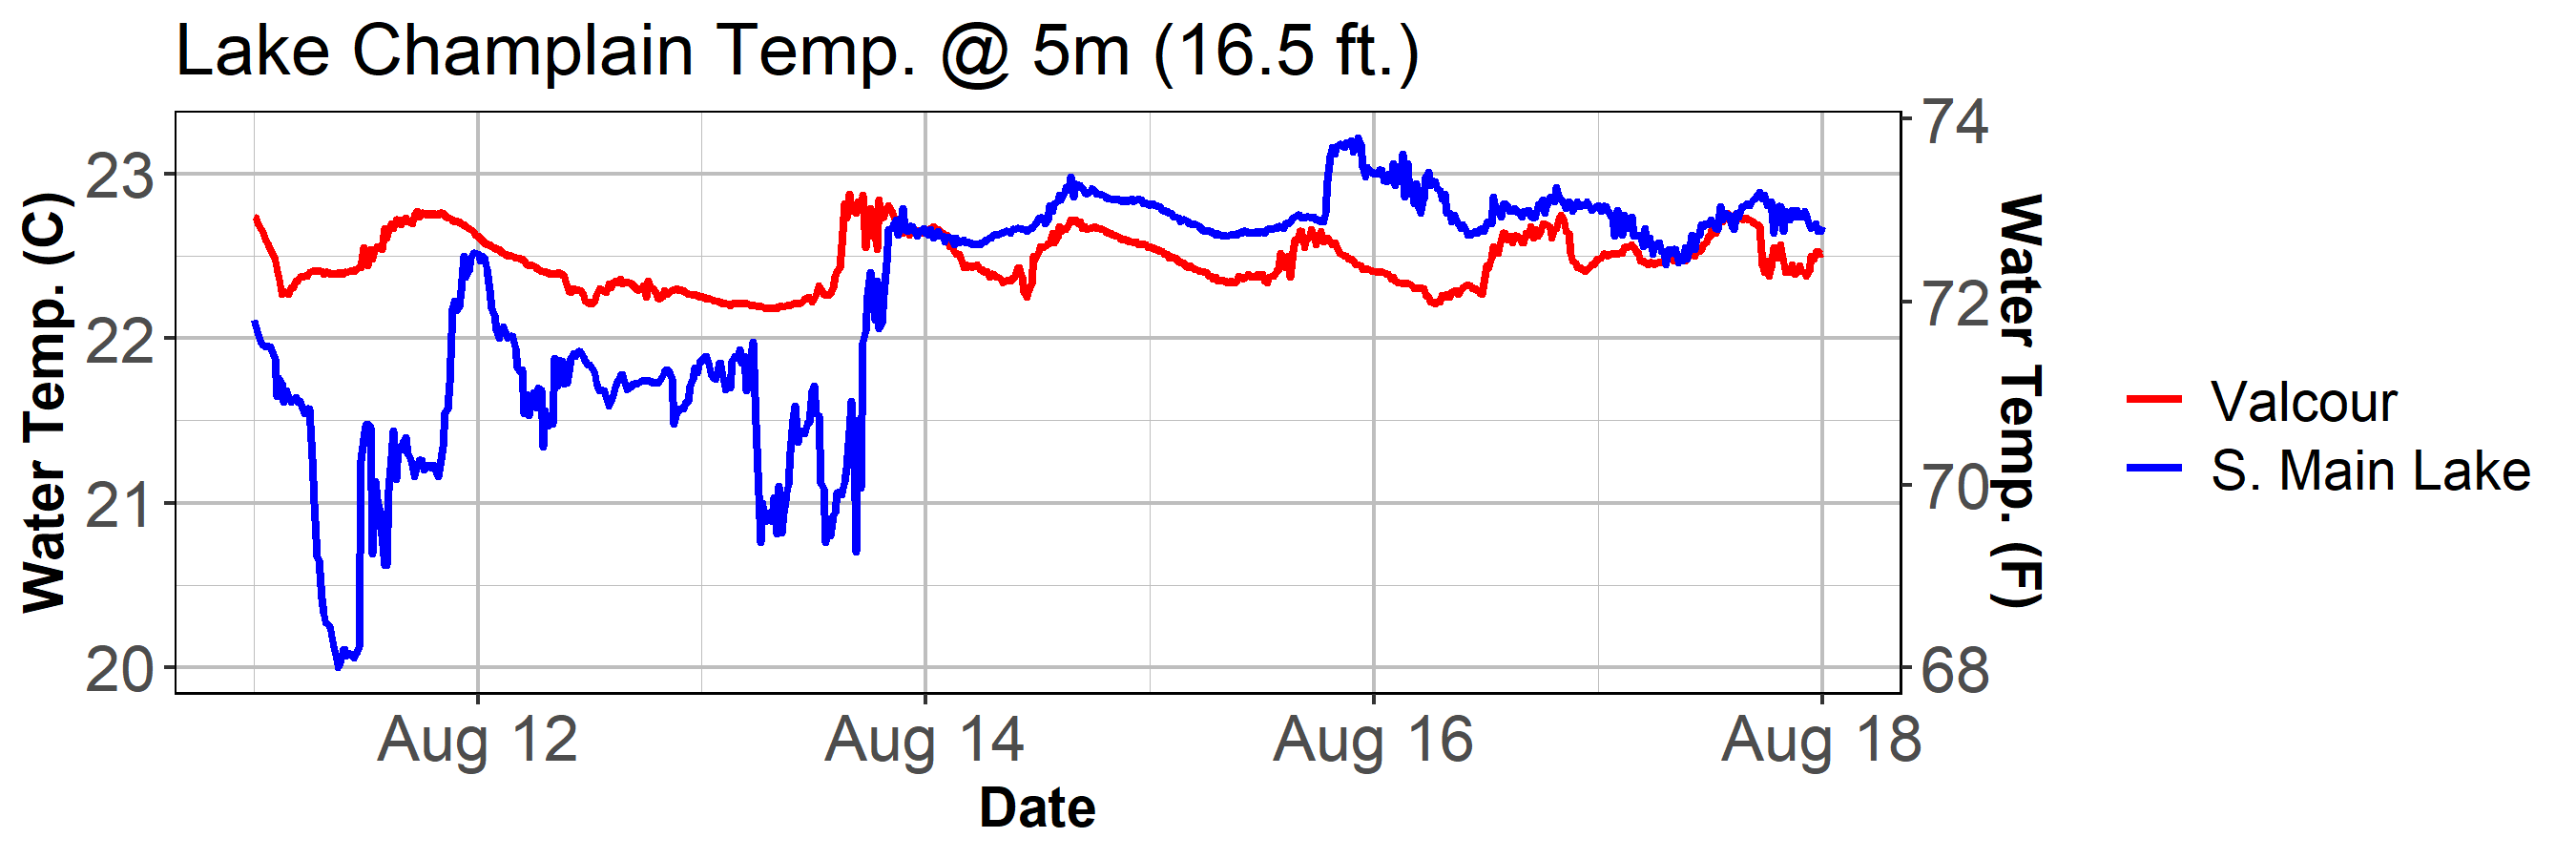 Lake Champlain Temp. @ 5m (16.5 ft.)
Water Temp. (C)
23
22
21
20
74
72
70
68
Water Temp. (F)
Aug 12
Aug 14
Aug 16
Aug 18
Date
Valcour
S. Main Lake